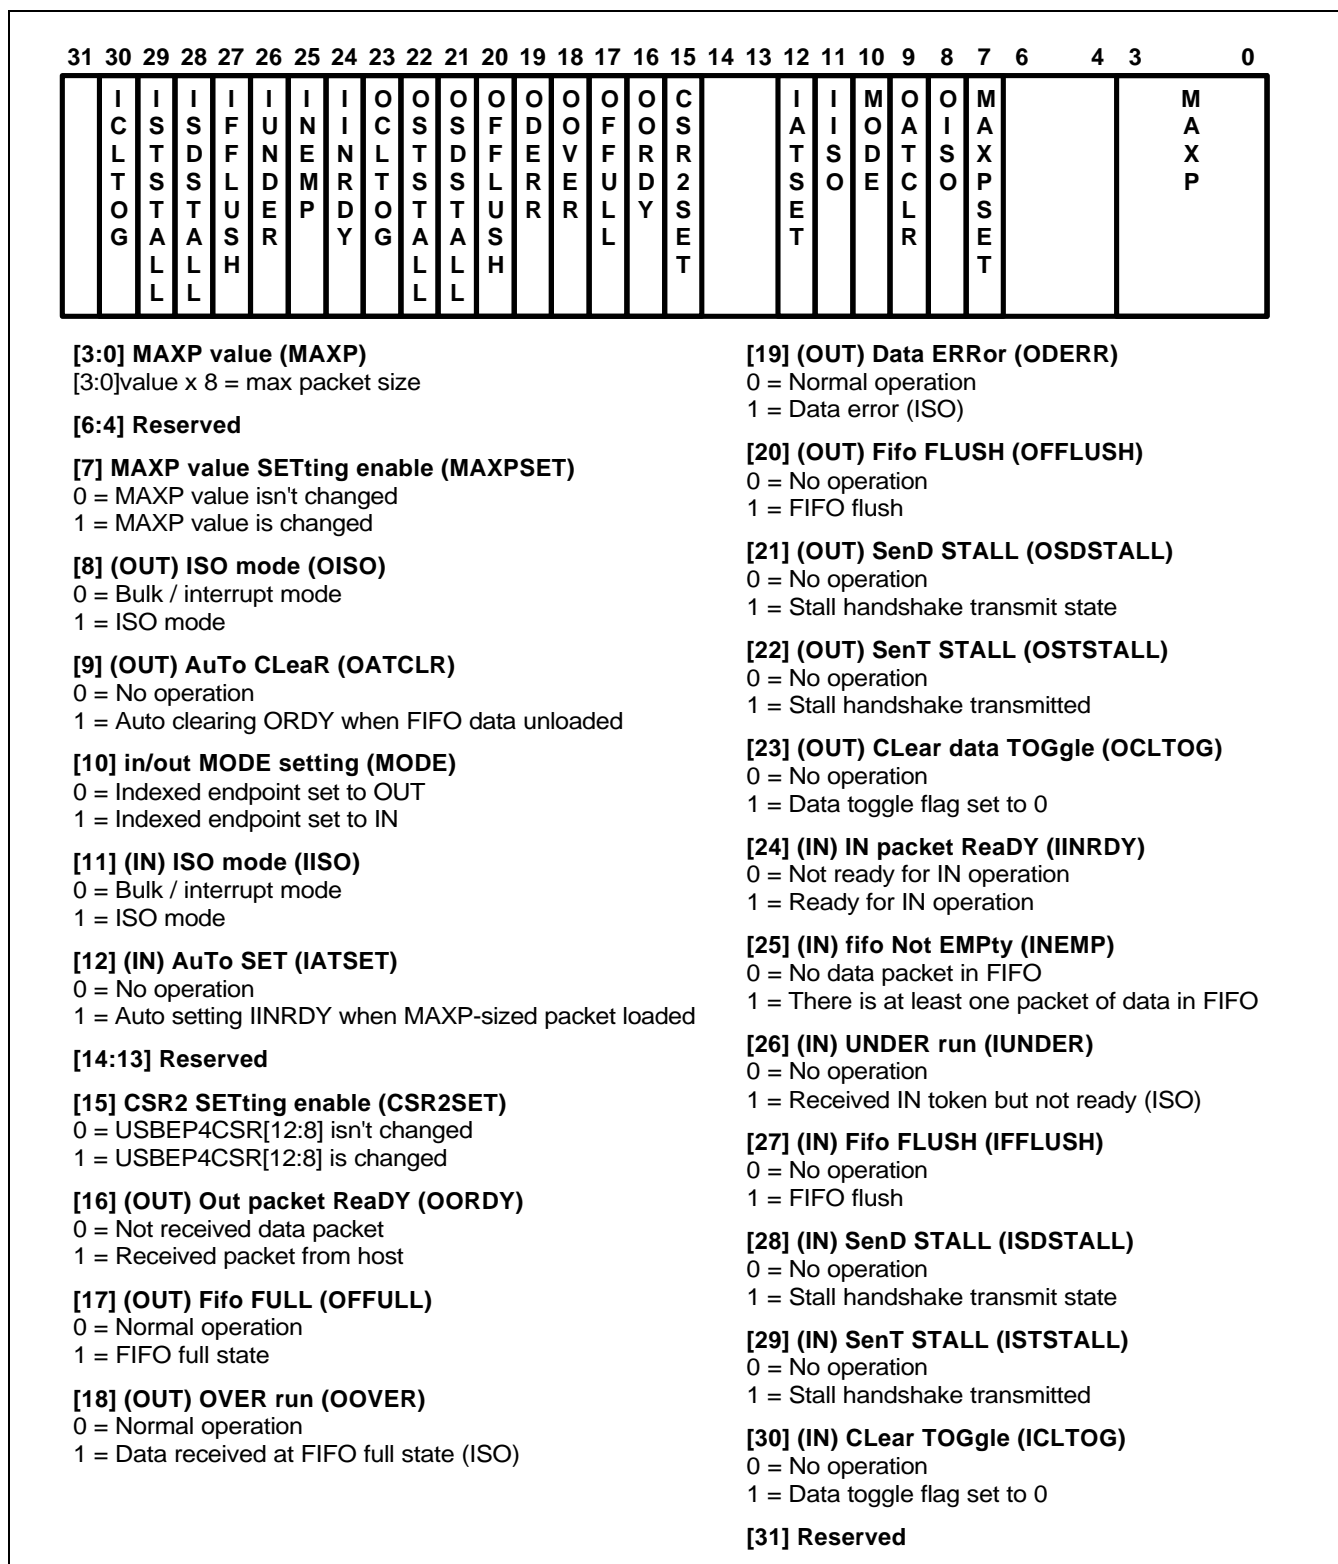 31 30 29 28 27 26 25 24 23 22 21 20 19 18 17 16 15 14 13 12 11 10 9 8 7 6 4 3 0
ICLTOG
ISTSTALL
ISDSTALL
IFFLUSH
IUNDER
INEMP
IINRDY
OCLTOG
OSTSTALL
OSDSTALL
OFFLUSH
ODERR
OOVER
OFFULL
OORDY
CSR2SET
IATSET
IISO
MODE
OATCLR
OISO
MAXPSET
MAXP
[3:0] MAXP value (MAXP)
[3:0]value x 8 = max packet size
[6:4] Reserved
[7] MAXP value SETting enable (MAXPSET)
0 = MAXP value isn't changed
1 = MAXP value is changed
[8] (OUT) ISO mode (OISO)
0 = Bulk / interrupt mode
1 = ISO mode
[9] (OUT) AuTo CLeaR (OATCLR)
0 = No operation
1 = Auto clearing ORDY when FIFO data unloaded
[10] in/out MODE setting (MODE)
0 = Indexed endpoint set to OUT
1 = Indexed endpoint set to IN
[11] (IN) ISO mode (IISO)
0 = Bulk / interrupt mode
1 = ISO mode
[12] (IN) AuTo SET (IATSET)
0 = No operation
1 = Auto setting IINRDY when MAXP-sized packet loaded
[14:13] Reserved
[15] CSR2 SETting enable (CSR2SET)
0 = USBEP4CSR[12:8] isn't changed
1 = USBEP4CSR[12:8] is changed
[16] (OUT) Out packet ReaDY (OORDY)
0 = Not received data packet
1 = Received packet from host
[17] (OUT) Fifo FULL (OFFULL)
0 = Normal operation
1 = FIFO full state
[18] (OUT) OVER run (OOVER)
0 = Normal operation
1 = Data received at FIFO full state (ISO)
[19] (OUT) Data ERRor (ODERR)
0 = Normal operation
1 = Data error (ISO)
[20] (OUT) Fifo FLUSH (OFFLUSH)
0 = No operation
1 = FIFO flush
[21] (OUT) SenD STALL (OSDSTALL)
0 = No operation
1 = Stall handshake transmit state
[22] (OUT) SenT STALL (OSTSTALL)
0 = No operation
1 = Stall handshake transmitted
[23] (OUT) CLear data TOGgle (OCLTOG)
0 = No operation
1 = Data toggle flag set to 0
[24] (IN) IN packet ReaDY (IINRDY)
0 = Not ready for IN operation
1 = Ready for IN operation
[25] (IN) fifo Not EMPty (INEMP)
0 = No data packet in FIFO
1 = There is at least one packet of data in FIFO
[26] (IN) UNDER run (IUNDER)
0 = No operation
1 = Received IN token but not ready (ISO)
[27] (IN) Fifo FLUSH (IFFLUSH)
0 = No operation
1 = FIFO flush
[28] (IN) SenD STALL (ISDSTALL)
0 = No operation
1 = Stall handshake transmit state
[29] (IN) SenT STALL (ISTSTALL)
0 = No operation
1 = Stall handshake transmitted
[30] (IN) CLear TOGgle (ICLTOG)
0 = No operation
1 = Data toggle flag set to 0
[31] Reserved